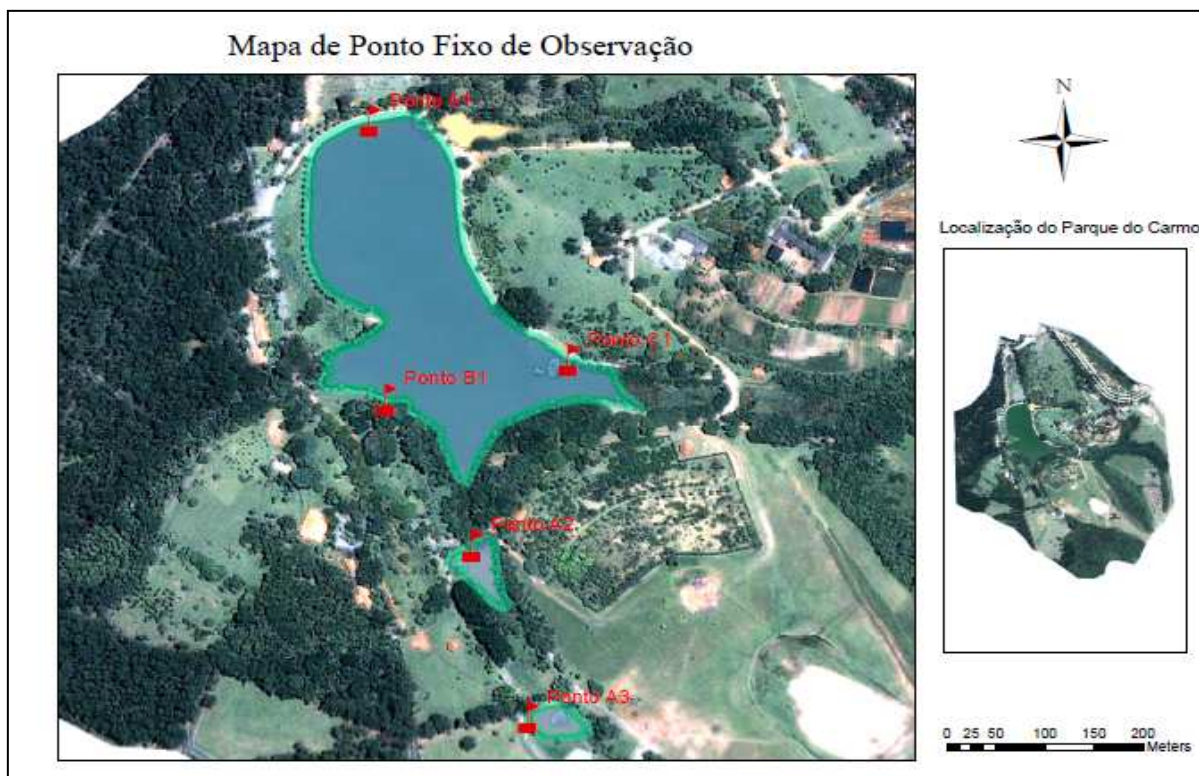 Mapa de Ponto Fixo de Observação
Ponto A1
Ponto C1
Ponto B1
Ponto A2
Ponto A3
N
Localização do Parque do Carmo
0 25 50 100 150 200
Meters